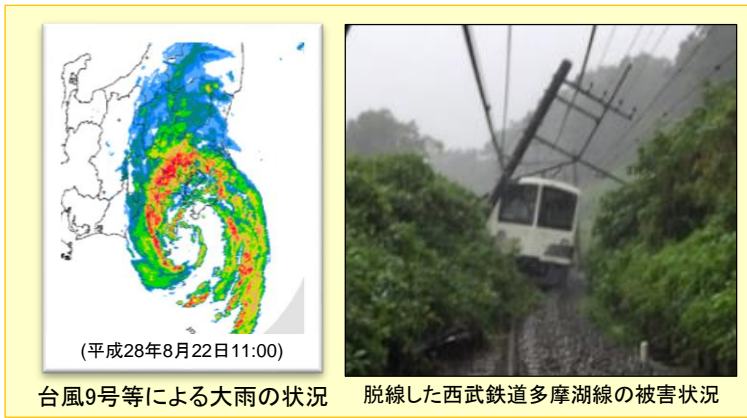 (平成28年8月22日11:00)
台風9号等による大雨の状況
脱線した西武鉄道多摩湖線の被害状況